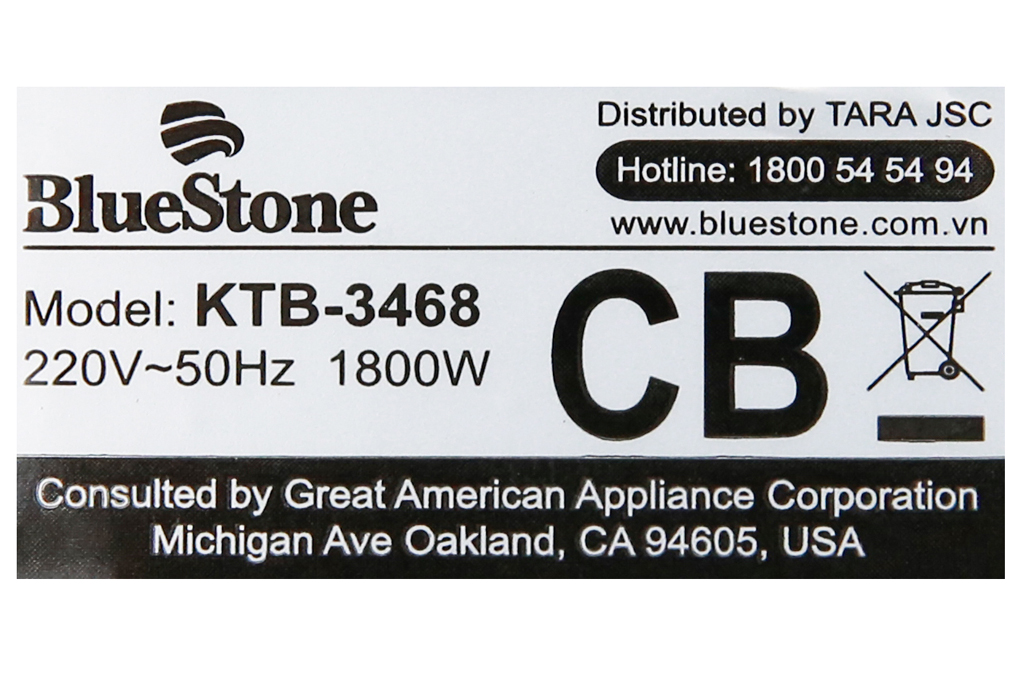 BlueStone
Distributed by TARA JSC
Hotline: 1800 54 54 94
www.bluestone.com.vn
Model: KTB-3468
220V~50Hz 1800W
CB
Consulted by Great American Appliance Corporation
Michigan Ave Oakland, CA 94605, USA